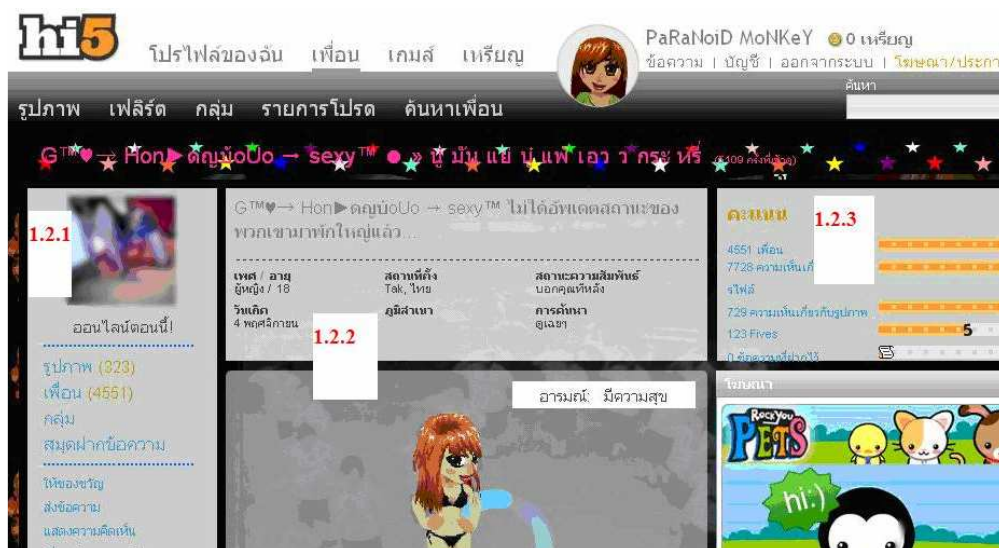 hi5
โปรไฟล์ของฉัน เพื่อน เกมส์ เหรียญ
PaRaNoiD MoNKeY 0 เหรียญ
ข้อความ | บัญชี | ออกจากระบบ | โฆษณา/ประกา
ค้นหา
รูปภาพ เฟลิร์ต กลุ่ม รายการโปรด ค้นหาเพื่อน
G™♥→ Hon▶ดญบ้oUo → sexy™ ● »
1.2.1
ออนไลน์ตอนนี้!
รูปภาพ (323)
เพื่อน (4551)
กลุ่ม
สมุดฝากข้อความ
ให้ของขวัญ
ส่งข้อความ
แสดงความคิดเห็น
G™♥→ Hon▶ดญบ้oUo → sexy™ ไม่ได้อัพเดตสถานะของ
พวกเขามาพักใหญ่แล้ว...
เพศ / อายุ สถานที่ตั้ง สถานะความสัมพันธ์
ผู้หญิง / 18 Tak, ไทย บอกคุณทีหลัง
วันเกิด ภูมิลำเนา การค้นหา
4 พฤศจิกายน ดูเฉยๆ
1.2.2
อารมณ์: มีความสุข
คะแนน
1.2.3
4551 เพื่อน
7728 ความเห็นเกี่
รไฟล์
729 ความเห็นเกี่ยวกับรูปภาพ
123 Fives
5
0 ข้อความที่ฝากไว้
โฆษณา
RockYou
PETS
hi:)